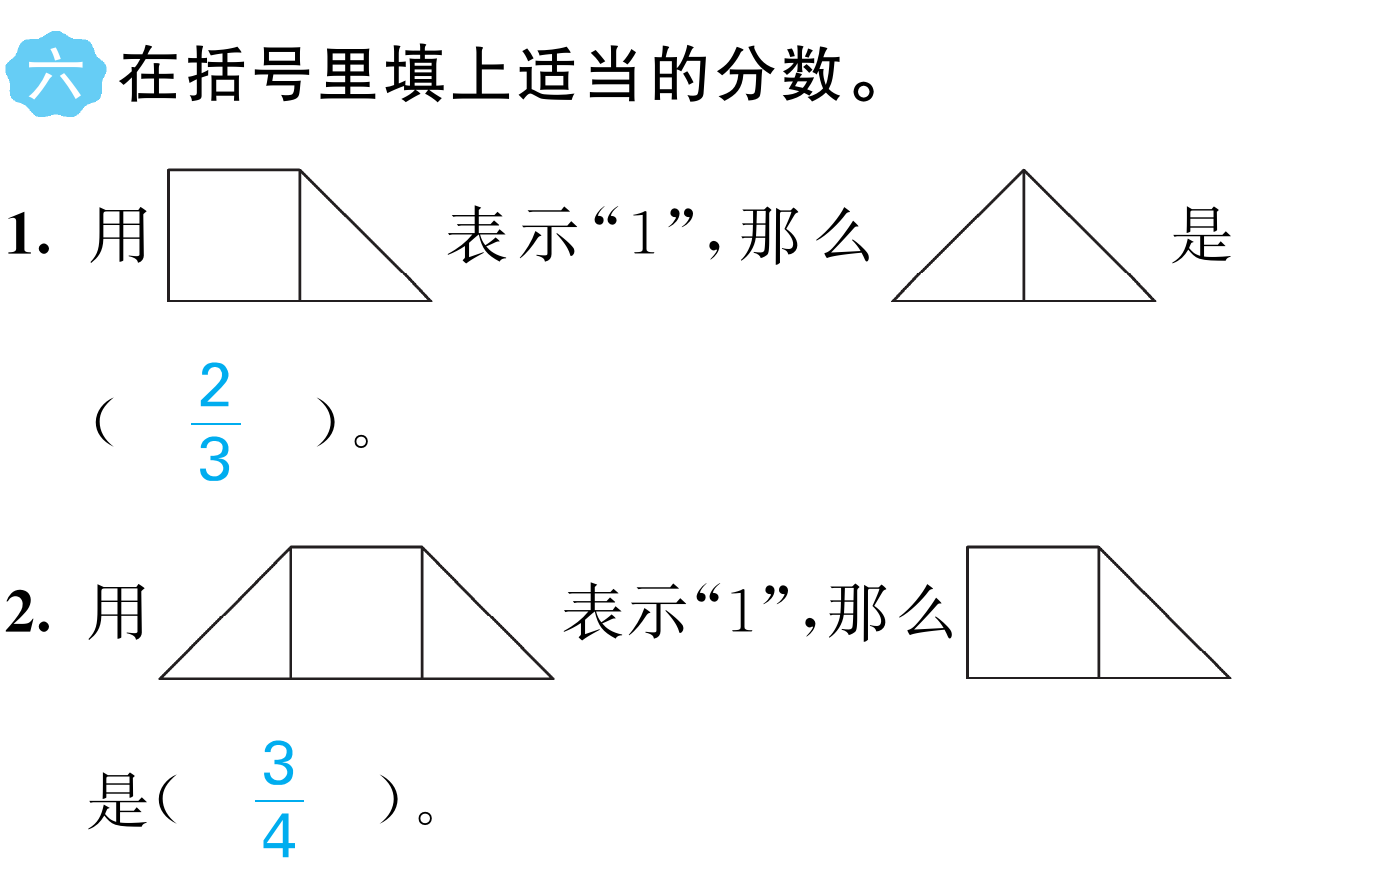 六 在括号里填上适当的分数。
1. 用 表示“1”,那么 是
( 2/3 )。
2. 用 表示“1”,那么
是( 3/4 )。